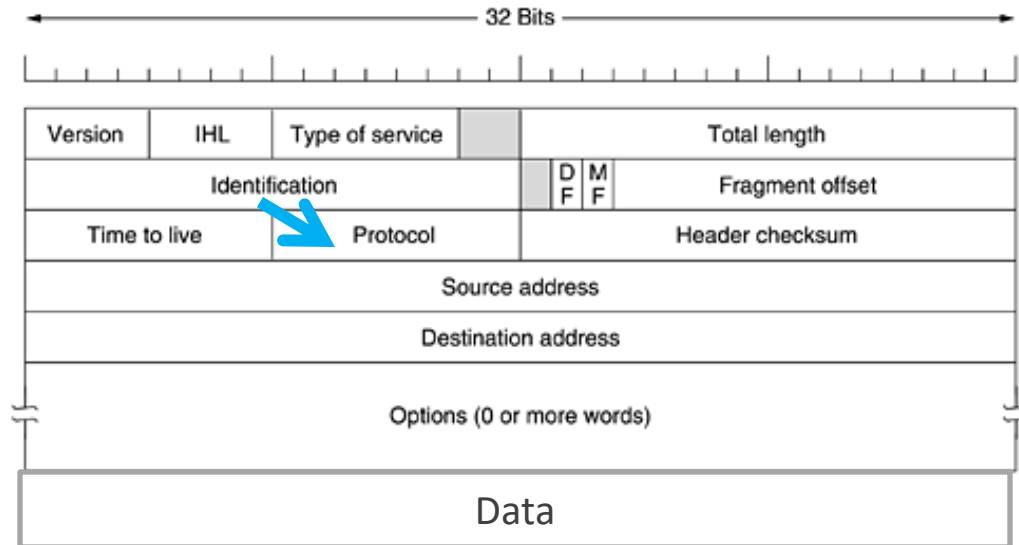 32 Bits
Version IHL Type of service Total length
Identification D F M F Fragment offset
Time to live Protocol Header checksum
Source address
Destination address
Options (0 or more words)
Data